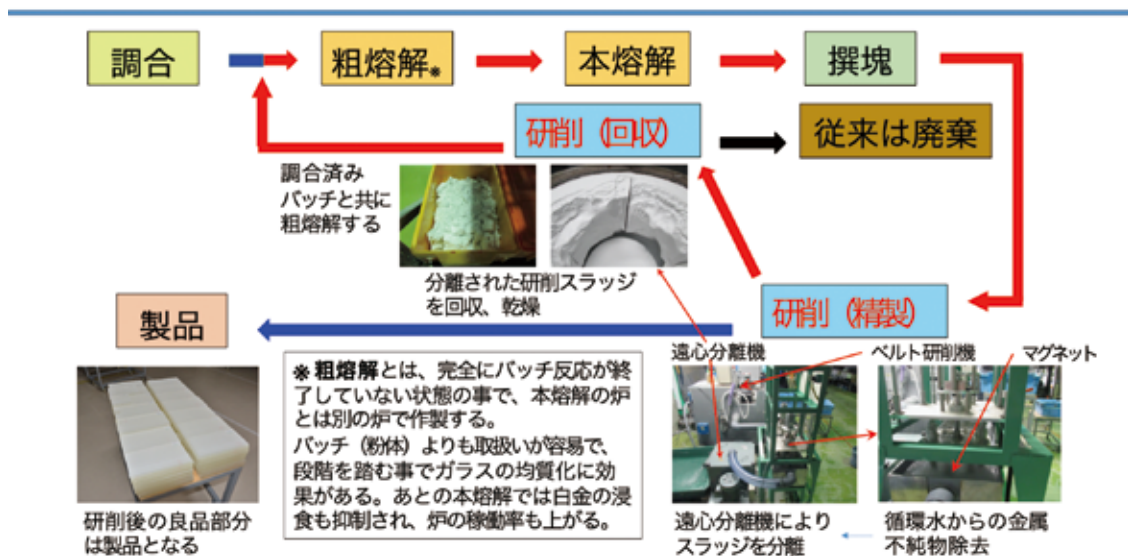 調合
粗熔解※
本熔解
撰塊
研削（回収）
従来は廃棄
調合済み
バッチと共に
粗熔解する
分離された研削スラッジ
を回収、乾燥
研削（精製）
製品
遠心分離機
ベルト研削機
マグネット
※粗熔解とは、完全にバッチ反応が終
了していない状態の事で、本熔解の炉
とは別の炉で作製する。
バッチ（粉体）よりも取扱いが容易で、
段階を踏む事でガラスの均質化に効
果がある。あとの本熔解では白金の浸
食も抑制され、炉の稼働率も上がる。
研削後の良品部分
は製品となる
遠心分離機により
スラッジを分離
循環水からの金属
不純物除去